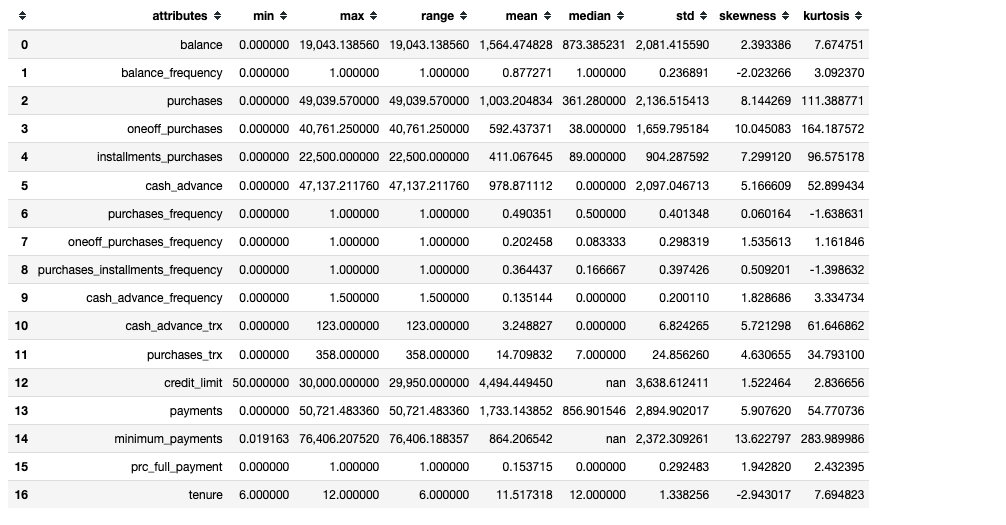 attributes min max range mean median std skewness kurtosis
0 balance 0.000000 19,043.138560 19,043.138560 1,564.474828 873.385231 2,081.415590 2.393386 7.674751
1 balance_frequency 0.000000 1.000000 1.000000 0.877271 1.000000 0.236891 -2.023266 3.092370
2 purchases 0.000000 49,039.570000 49,039.570000 1,003.204834 361.280000 2,136.515413 8.144269 111.388771
3 oneoff_purchases 0.000000 40,761.250000 40,761.250000 592.437371 38.000000 1,659.795184 10.045083 164.187572
4 installments_purchases 0.000000 22,500.000000 22,500.000000 411.067645 89.000000 904.287592 7.299120 96.575178
5 cash_advance 0.000000 47,137.211760 47,137.211760 978.871112 0.000000 2,097.046713 5.166609 52.899434
6 purchases_frequency 0.000000 1.000000 1.000000 0.490351 0.500000 0.401348 0.060164 -1.638631
7 oneoff_purchases_frequency 0.000000 1.000000 1.000000 0.202458 0.083333 0.298319 1.535613 1.161846
8 purchases_installments_frequency 0.000000 1.000000 1.000000 0.364437 0.166667 0.397426 0.509201 -1.398632
9 cash_advance_frequency 0.000000 1.500000 1.500000 0.135144 0.000000 0.200110 1.828686 3.334734
10 cash_advance_trx 0.000000 123.000000 123.000000 3.248827 0.000000 6.824265 5.721298 61.646862
11 purchases_trx 0.000000 358.000000 358.000000 14.709832 7.000000 24.856260 4.630655 34.793100
12 credit_limit 50.000000 30,000.000000 29,950.000000 4,494.449450 nan 3,638.612411 1.522464 2.836656
13 payments 0.000000 50,721.483360 50,721.483360 1,733.143852 856.901546 2,894.902017 5.907620 54.770736
14 minimum_payments 0.019163 76,406.207520 76,406.188357 864.206542 nan 2,372.309261 13.622797 283.989986
15 prc_full_payment 0.000000 1.000000 1.000000 0.153715 0.000000 0.292483 1.942820 2.432395
16 tenure 6.000000 12.000000 6.000000 11.517318 12.000000 1.338256 -2.943017 7.694823